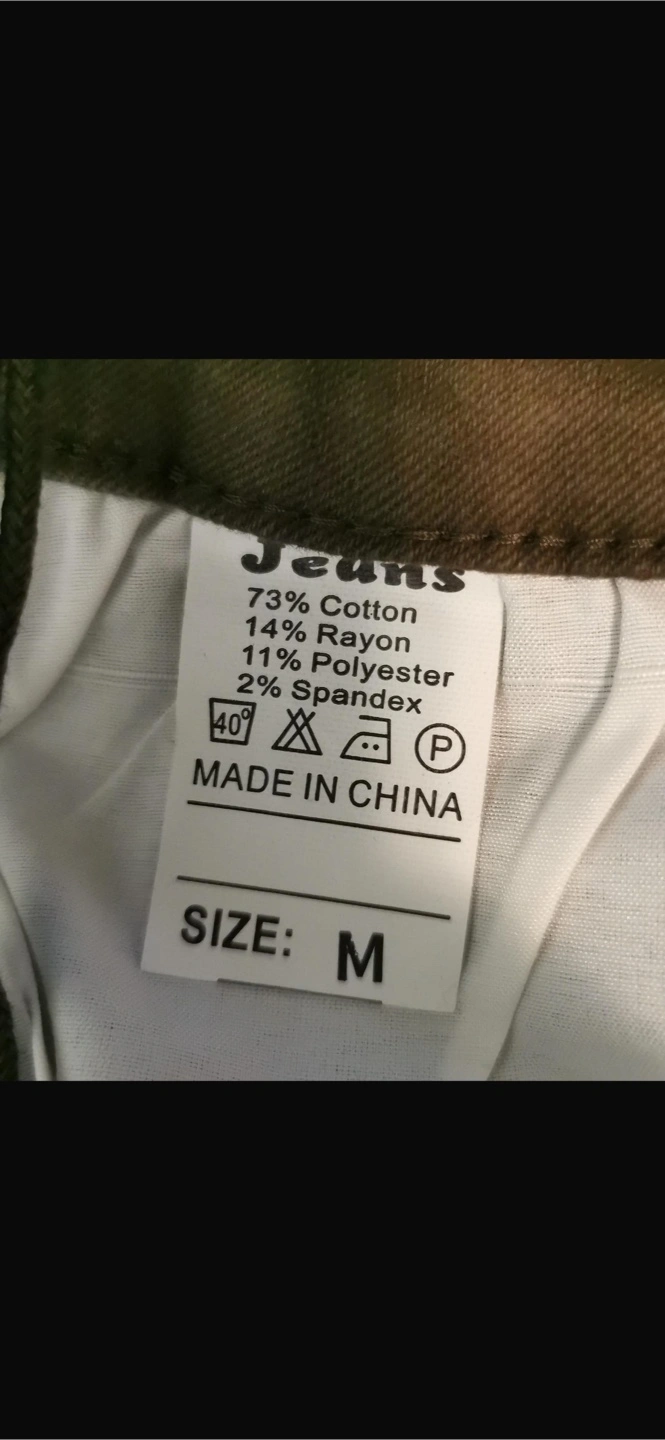 Jeans
73% Cotton
14% Rayon
11% Polyester
2% Spandex
40° P
MADE IN CHINA
SIZE: M